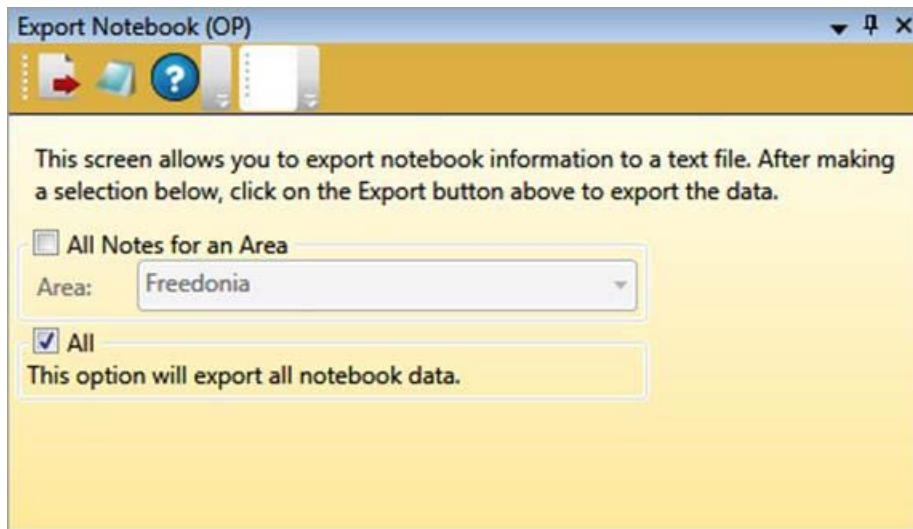 Export Notebook (OP)
?
This screen allows you to export notebook information to a text file. After making
a selection below, click on the Export button above to export the data.
All Notes for an Area
Area: Freedonia
All
This option will export all notebook data.